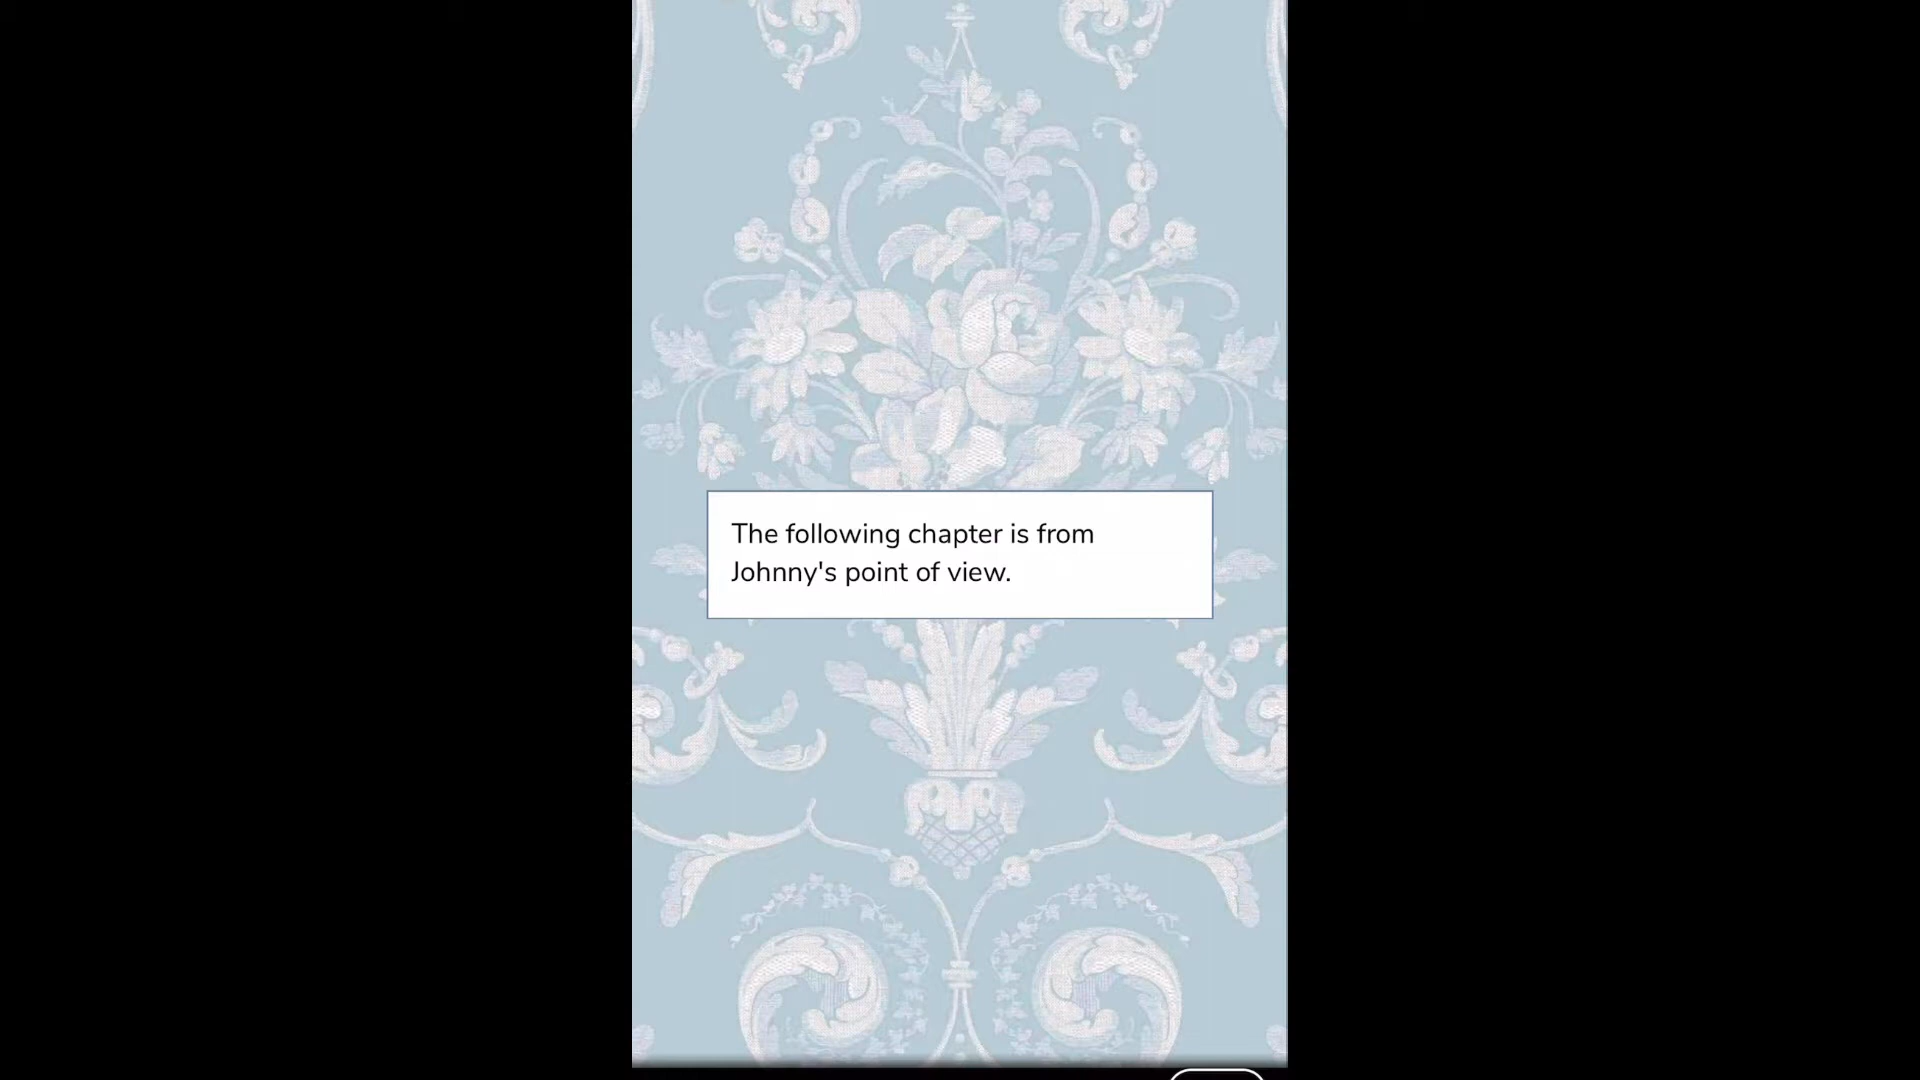 The following chapter is from
Johnny's point of view.